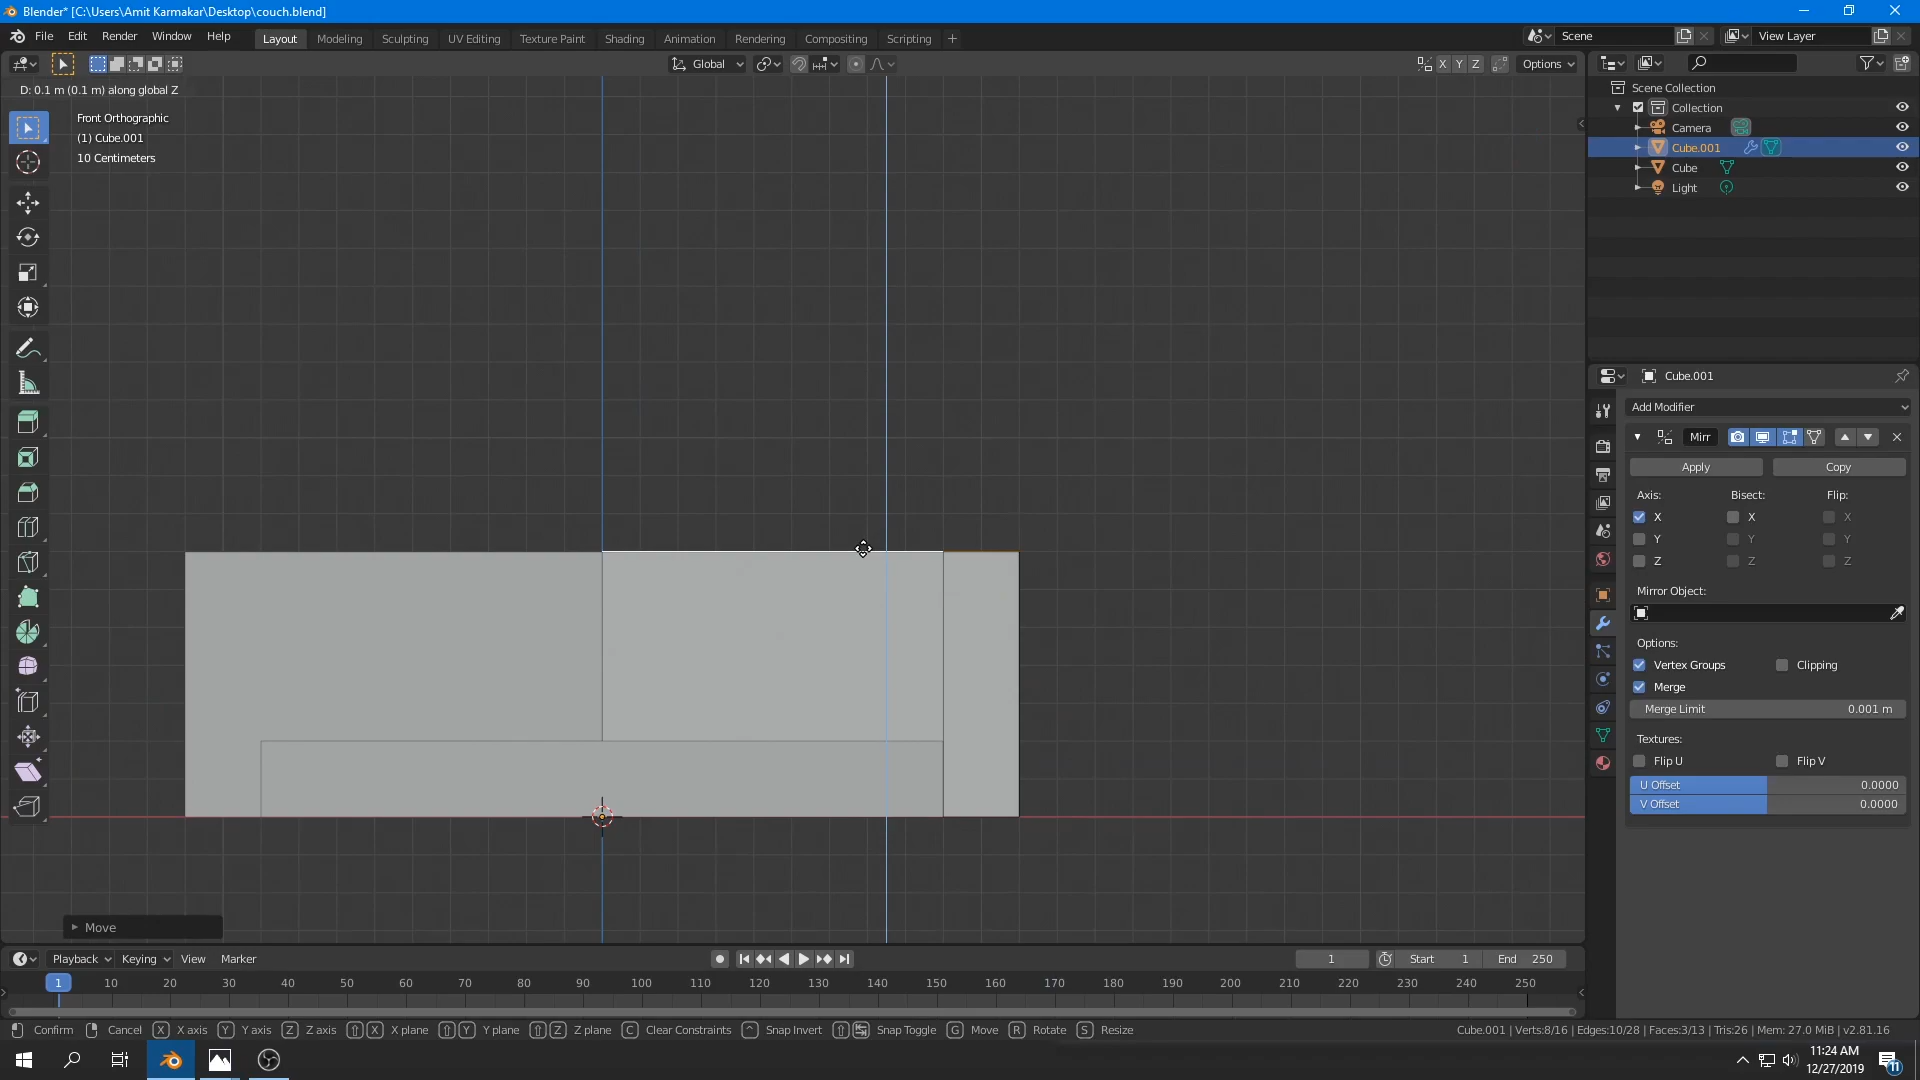 Blender* [C:\Users\Amit Karmakar\Desktop\couch.blend]
File Edit Render Window Help Layout Modeling Sculpting UV Editing Texture Paint Shading Animation Rendering Compositing Scripting Scene View Layer
Global X Y Z Options
D: 0.1 m (0.1 m) along global Z
Front Orthographic
(1) Cube.001
10 Centimeters
Move
Scene Collection
Collection
Camera
Cube.001
Cube
Light
Cube.001
Add Modifier
Mirr
Apply Copy
Axis: Bisect: Flip:
X X X
Y Y Y
Z Z Z
Mirror Object:
Options:
Vertex Groups Clipping
Merge
Merge Limit 0.001 m
Textures:
Flip U Flip V
U Offset 0.0000
V Offset 0.0000
Playback Keying View Marker 1 Start 1 End 250
1 10 20 30 40 50 60 70 80 90 100 110 120 130 140 150 160 170 180 190 200 210 220 230 240 250
Confirm Cancel X X axis Y Y axis Z Z axis X X plane Y Y plane Z Z plane C Clear Constraints Snap Invert Snap Toggle G Move R Rotate S Resize Cube.001 | Verts:8/16 | Edges:10/28 | Faces:3/13 | Tris:26 | Mem: 27.0 MiB | v2.81.16
11:24 AM
12/27/2019
11